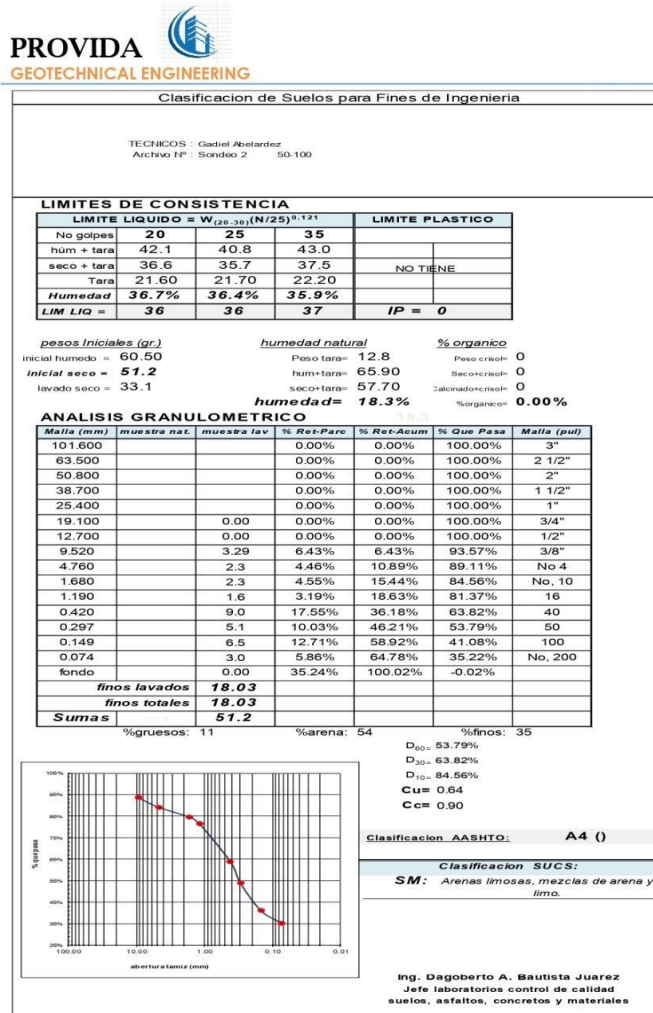 PROVIDA
GEOTECHNICAL ENGINEERING
Clasificacion de Suelos para Fines de Ingenieria
TECNICOS : Gadiel Abelardez
Archivo Nº : Sondeo 2 50-100
LIMITES DE CONSISTENCIA
LIMITE LIQUIDO = W(20-30)(N/25)0.121 LIMITE PLASTICO
No golpes 20 25 35
húm + tara 42.1 40.8 43.0
seco + tara 36.6 35.7 37.5 NO TIENE
Tara 21.60 21.70 22.20
Humedad 36.7% 36.4% 35.9%
LIM LIQ = 36 36 37 IP = 0
pesos Iniciales (gr.) humedad natural % organico
inicial humedo = 60.50 Peso tara= 12.8 Peso crisol= 0
inicial seco = 51.2 hum+tara= 65.90 Seco+crisol= 0
lavado seco = 33.1 seco+tara= 57.70 Calcinado+crisol= 0
humedad= 18.3% %organico= 0.00%
ANALISIS GRANULOMETRICO 18.3
Malla (mm) muestra nat. muestra lav % Ret-Parc % Ret-Acum % Que Pasa Malla (pul)
101.600 0.00% 0.00% 100.00% 3"
63.500 0.00% 0.00% 100.00% 2 1/2"
50.800 0.00% 0.00% 100.00% 2"
38.700 0.00% 0.00% 100.00% 1 1/2"
25.400 0.00% 0.00% 100.00% 1"
19.100 0.00 0.00% 0.00% 100.00% 3/4"
12.700 0.00 0.00% 0.00% 100.00% 1/2"
9.520 3.29 6.43% 6.43% 93.57% 3/8"
4.760 2.3 4.46% 10.89% 89.11% No 4
1.680 2.3 4.55% 15.44% 84.56% No, 10
1.190 1.6 3.19% 18.63% 81.37% 16
0.420 9.0 17.55% 36.18% 63.82% 40
0.297 5.1 10.03% 46.21% 53.79% 50
0.149 6.5 12.71% 58.92% 41.08% 100
0.074 3.0 5.86% 64.78% 35.22% No, 200
fondo 0.00 35.24% 100.02% -0.02%
finos lavados 18.03
finos totales 18.03
Sumas 51.2
%gruesos: 11 %arena: 54 %finos: 35
D60= 53.79%
D30= 63.82%
D10= 84.56%
Cu= 0.64
Cc= 0.90
Clasificacion AASHTO: A4 ()
Clasificacion SUCS:
SM: Arenas limosas, mezclas de arena y
limo.
% que pasa
100.00 10.00 1.00 0.10 0.01
abertura tamiz (mm)
Ing. Dagoberto A. Bautista Juarez
Jefe laboratorios control de calidad
suelos, asfaltos, concretos y materiales